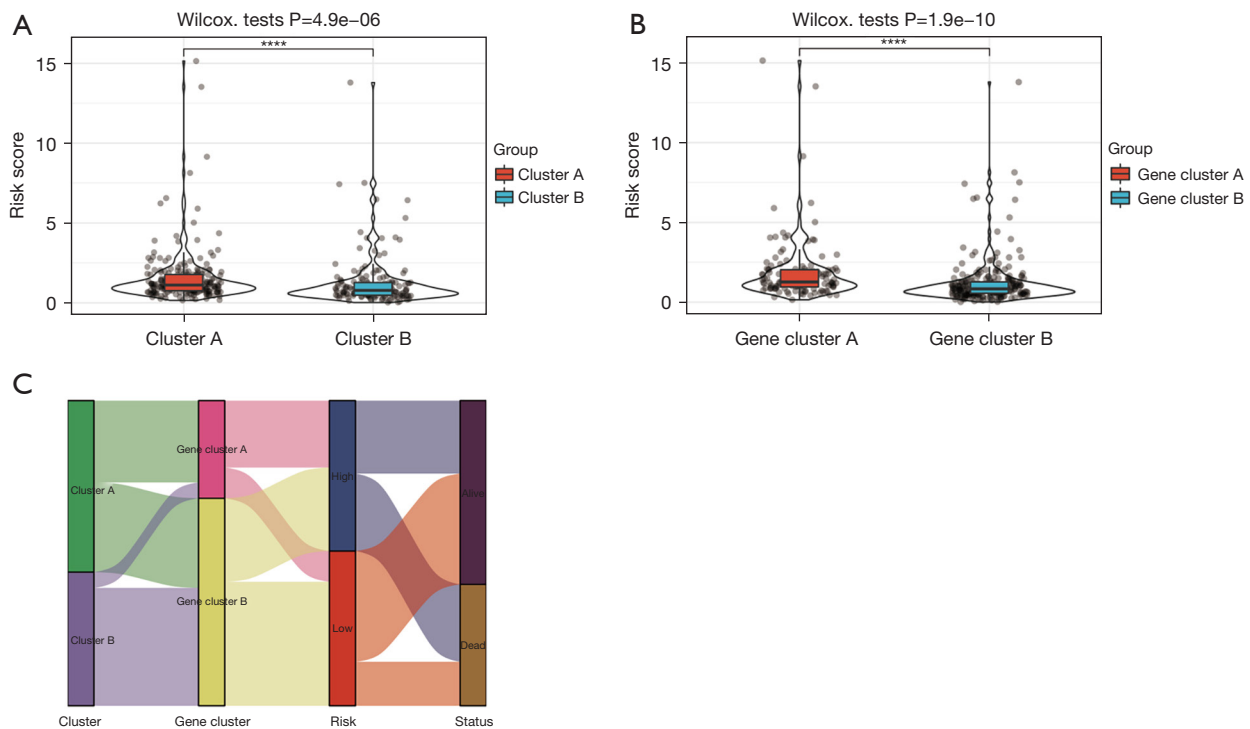 A
Wilcox. tests P=4.9e−06
****
15
10
5
0
Risk score
Cluster A
Cluster B
Group
Cluster A
Cluster B
B
Wilcox. tests P=1.9e−10
****
15
10
5
0
Risk score
Gene cluster A
Gene cluster B
Group
Gene cluster A
Gene cluster B
C
Cluster A
Cluster B
Gene cluster A
Gene cluster B
High
Low
Alive
Dead
Cluster
Gene cluster
Risk
Status